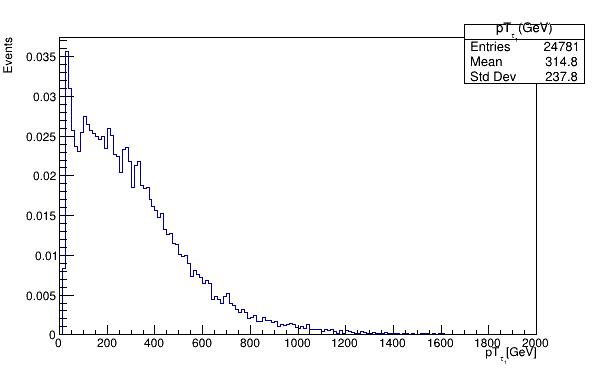 pT_τ₁(GeV)
Entries 24781
Mean 314.8
Std Dev 237.8
Events
0.035
0.03
0.025
0.02
0.015
0.01
0.005
0
0 200 400 600 800 1000 1200 1400 1600 1800 2000
pT_τ₁[GeV]